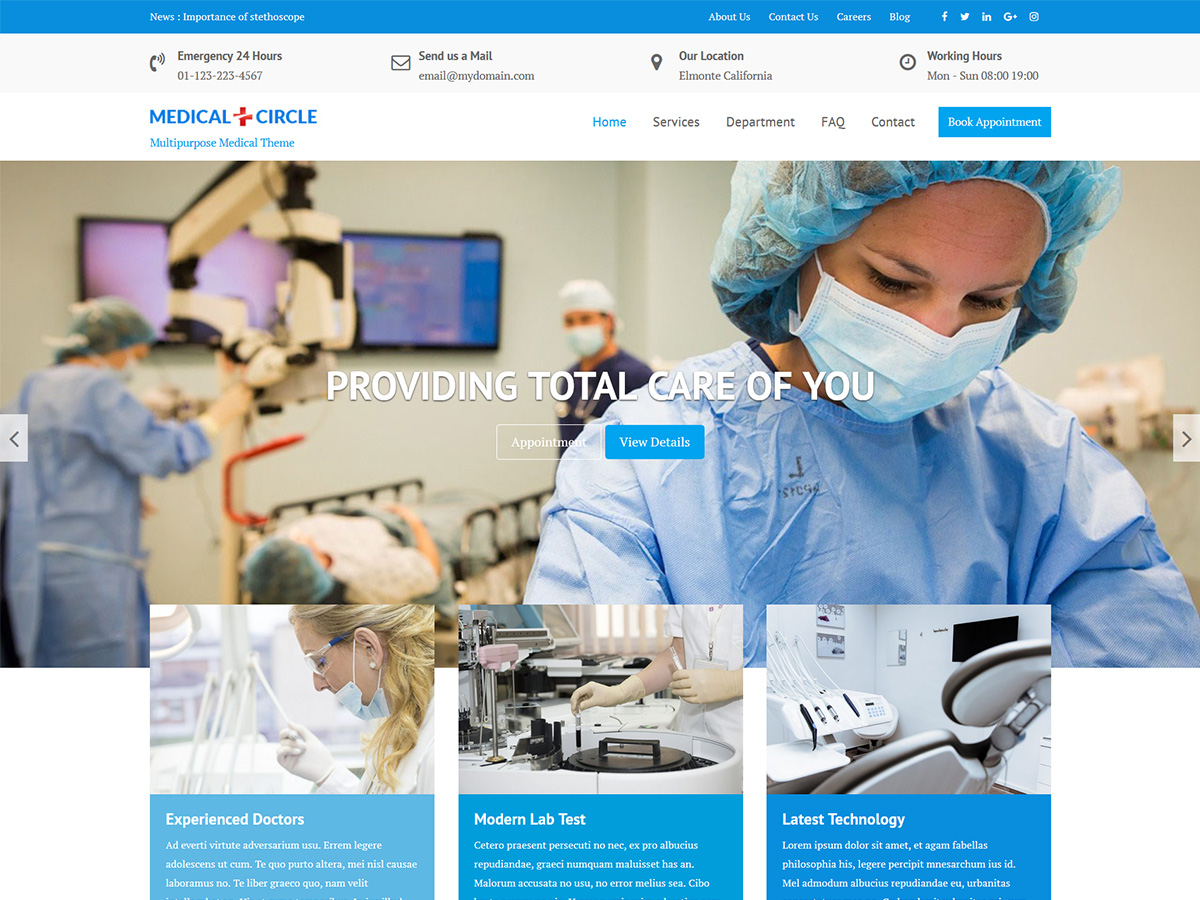 News : Importance of stethoscope
About Us Contact Us Careers Blog
Emergency 24 Hours
01-123-223-4567
Send us a Mail
email@mydomain.com
Our Location
Elmonte California
Working Hours
Mon - Sun 08:00 19:00
MEDICAL CIRCLE
Multipurpose Medical Theme
Home Services Department FAQ Contact Book Appointment
PROVIDING TOTAL CARE OF YOU
Appointment View Details
Experienced Doctors
Ad everti virtute adversarium usu. Errem legere
adolescens ut cum. Te quo purto altera, mei nisl causae
laboramus no. Te liber graeco quo, nam velit
Modern Lab Test
Cetero praesent persecuti no nec, ex pro albucius
repudiandae, graeci numquam maluisset has an.
Malorum accusata no usu, no error melius sea. Cibo
Latest Technology
Lorem ipsum dolor sit amet, et agam fabellas
philosophia his, legere percipit mnesarchum ius id.
Mel admodum albucius repudiandae eu, urbanitas